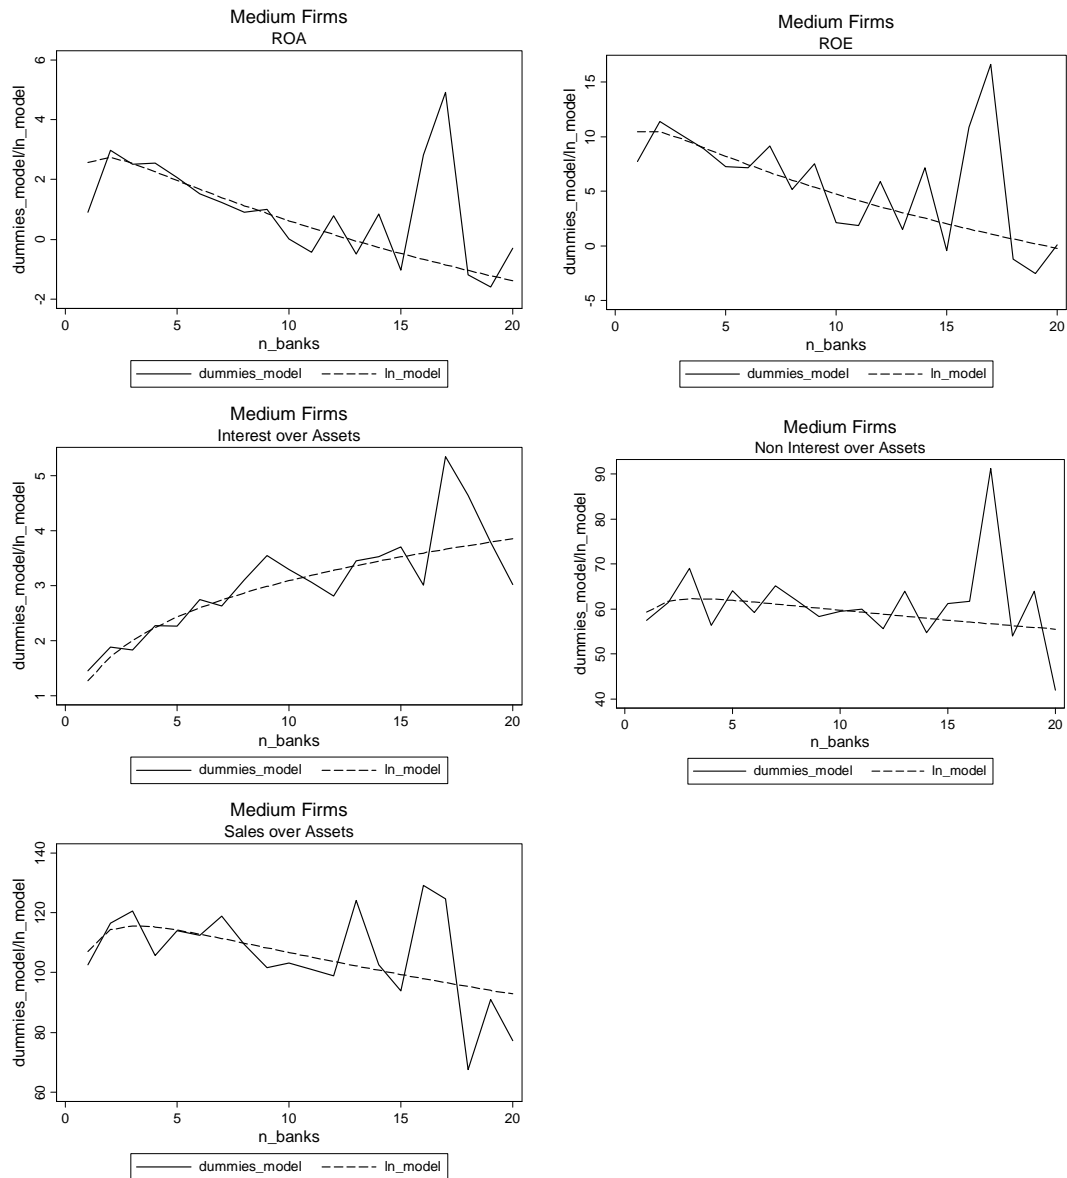 Medium Firms
ROA
dummies_model/ln_model
6
4
2
0
-2
0 5 10 15 20
n_banks
dummies_model ln_model
Medium Firms
ROE
dummies_model/ln_model
15
10
5
0
-5
0 5 10 15 20
n_banks
dummies_model ln_model
Medium Firms
Interest over Assets
dummies_model/ln_model
5
4
3
2
1
0 5 10 15 20
n_banks
dummies_model ln_model
Medium Firms
Non Interest over Assets
dummies_model/ln_model
90
80
70
60
50
40
0 5 10 15 20
n_banks
dummies_model ln_model
Medium Firms
Sales over Assets
dummies_model/ln_model
140
120
100
80
60
0 5 10 15 20
n_banks
dummies_model ln_model